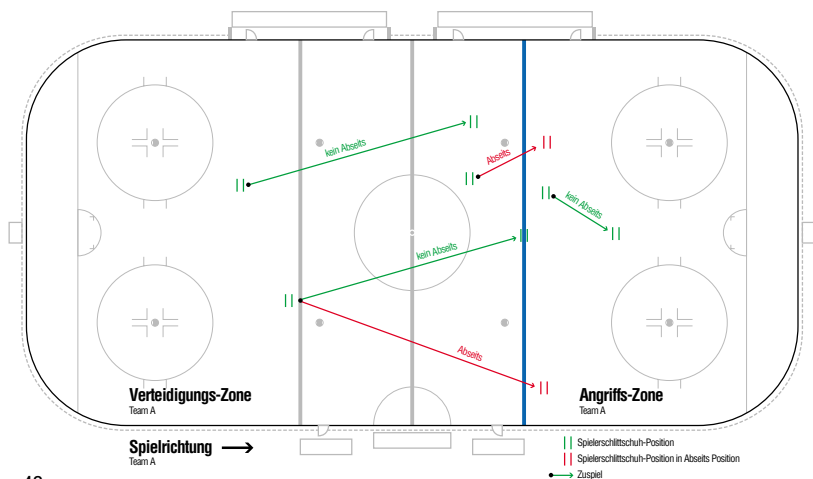 kein Abseits
Abseits
kein Abseits
kein Abseits
Abseits
Verteidigungs-Zone
Team A
Angriffs-Zone
Team A
Spielrichtung
Team A
Spielerschlittschuh-Position
Spielerschlittschuh-Position in Abseits Position
Zuspiel